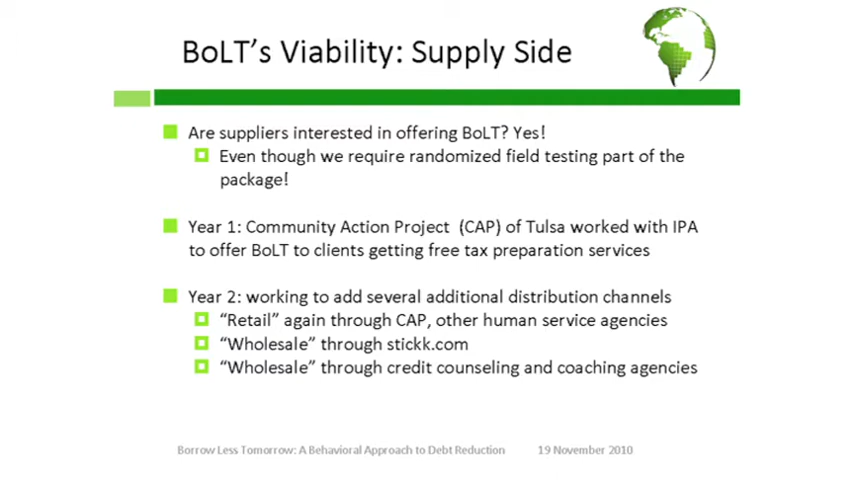 BoLT’s Viability: Supply Side
Are suppliers interested in offering BoLT? Yes!
Even though we require randomized field testing part of the
package!
Year 1: Community Action Project (CAP) of Tulsa worked with IPA
to offer BoLT to clients getting free tax preparation services
Year 2: working to add several additional distribution channels
“Retail” again through CAP, other human service agencies
“Wholesale” through stickk.com
“Wholesale” through credit counseling and coaching agencies
Borrow Less Tomorrow: A Behavioral Approach to Debt Reduction 19 November 2010